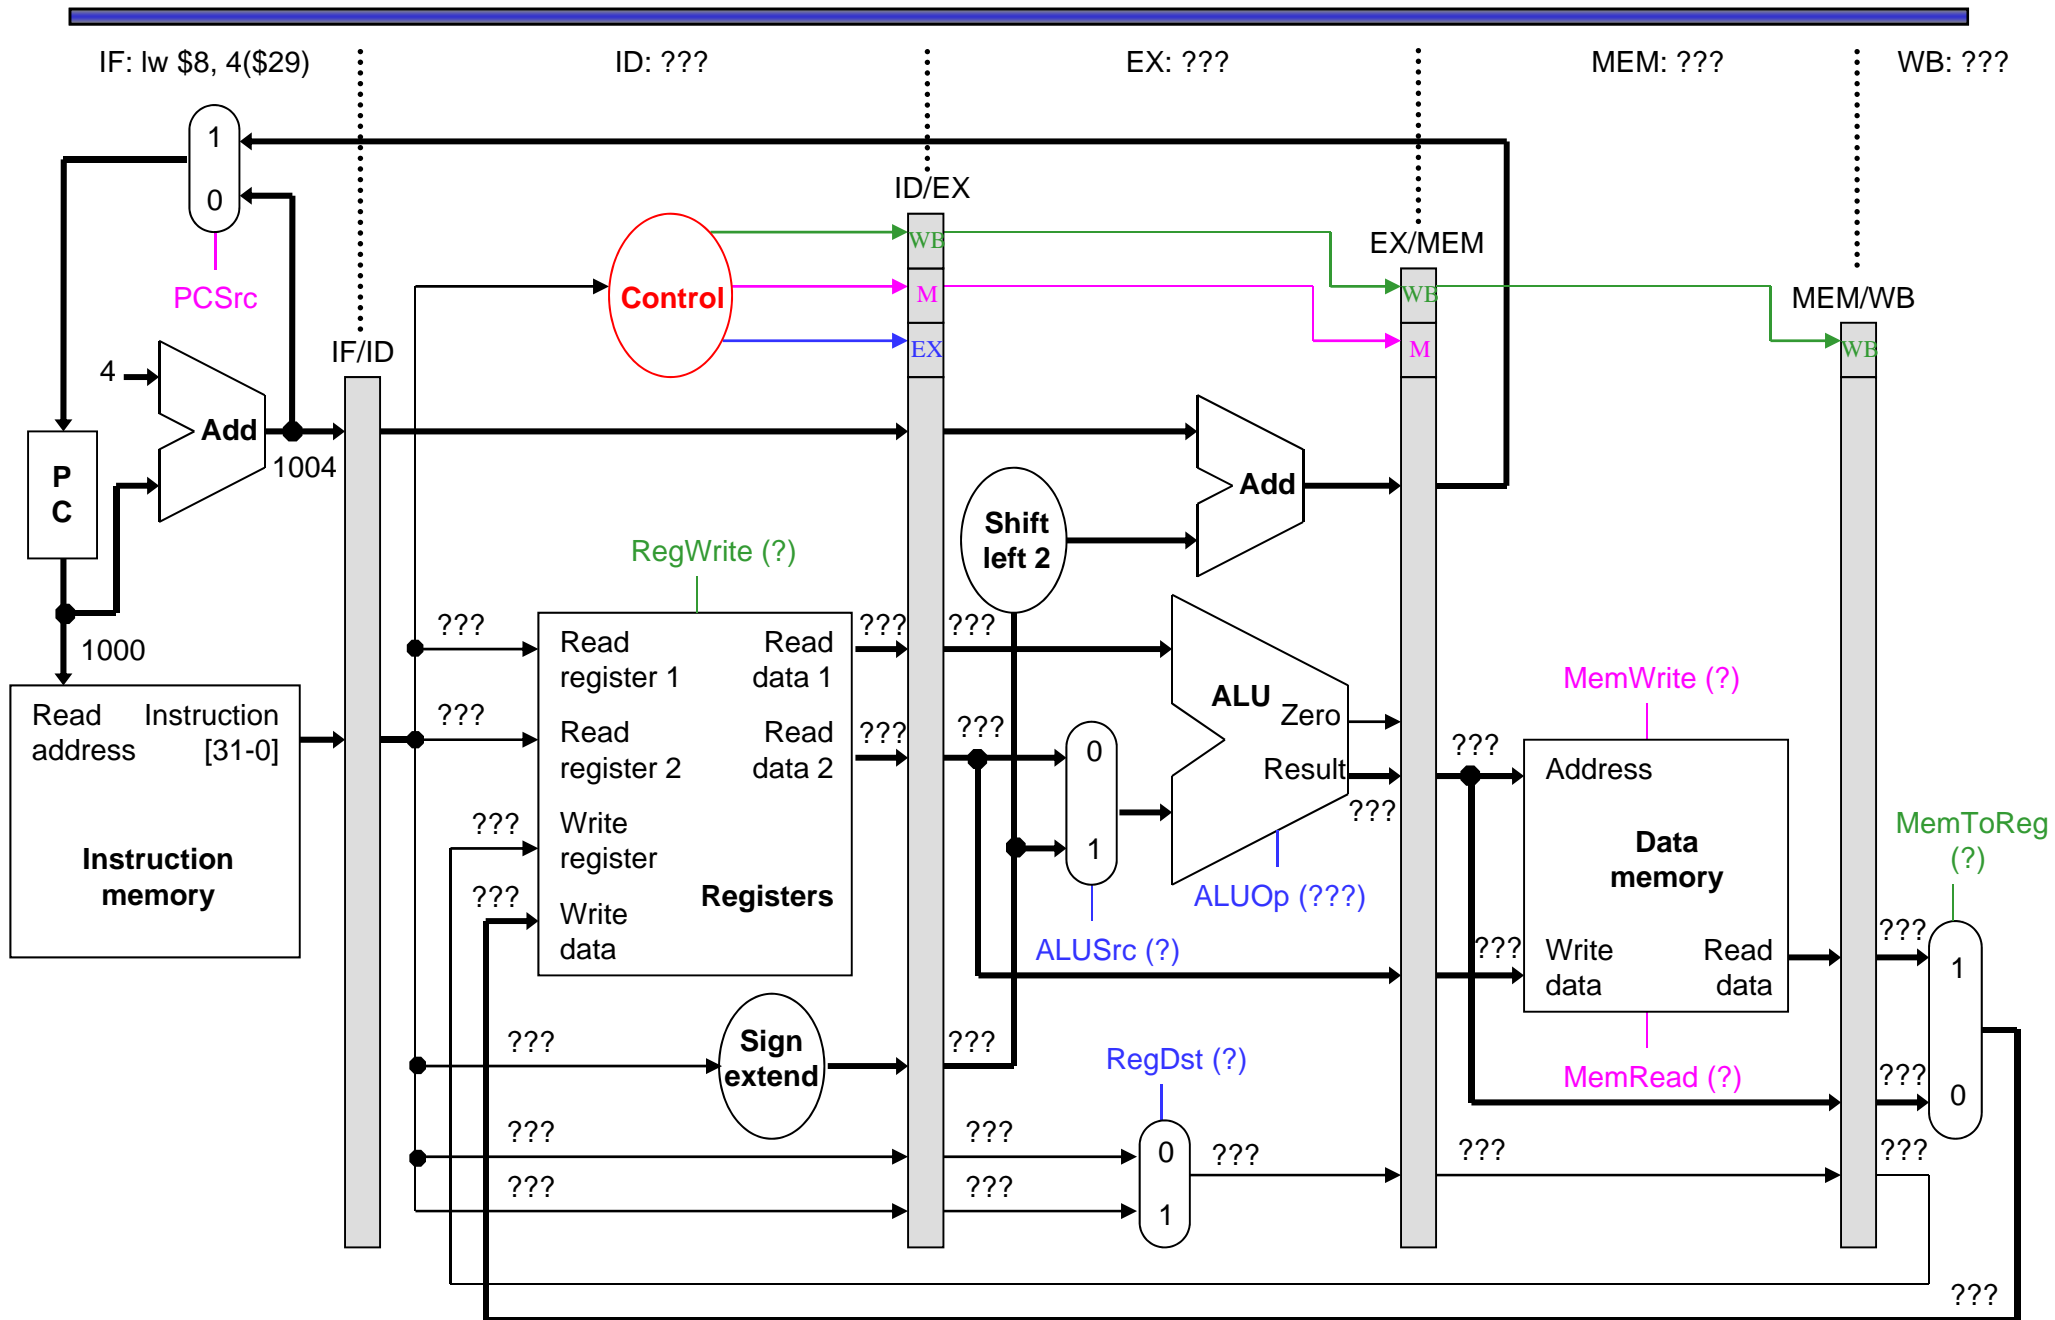 IF: lw $8, 4($29)
ID: ???
EX: ???
MEM: ???
WB: ???
1
0
PCSrc
ID/EX
WB
M
EX
Control
EX/MEM
WB
M
MEM/WB
WB
IF/ID
4
Add
1004
P
C
1000
Shift
left 2
Add
RegWrite (?)
???
Read
register 1
Read
data 1
???
???
???
Read
register 2
Read
data 2
???
???
???
Write
register
???
Write
data
Registers
Read
address
Instruction
[31-0]
Instruction
memory
0
1
ALU
Zero
Result
???
ALUOp (???)
ALUSrc (?)
MemWrite (?)
???
Address
Data
memory
???
Write
data
Read
data
MemRead (?)
MemToReg
(?)
???
1
???
0
???
Sign
extend
???
RegDst (?)
???
???
0
???
???
???
???
???
1
???